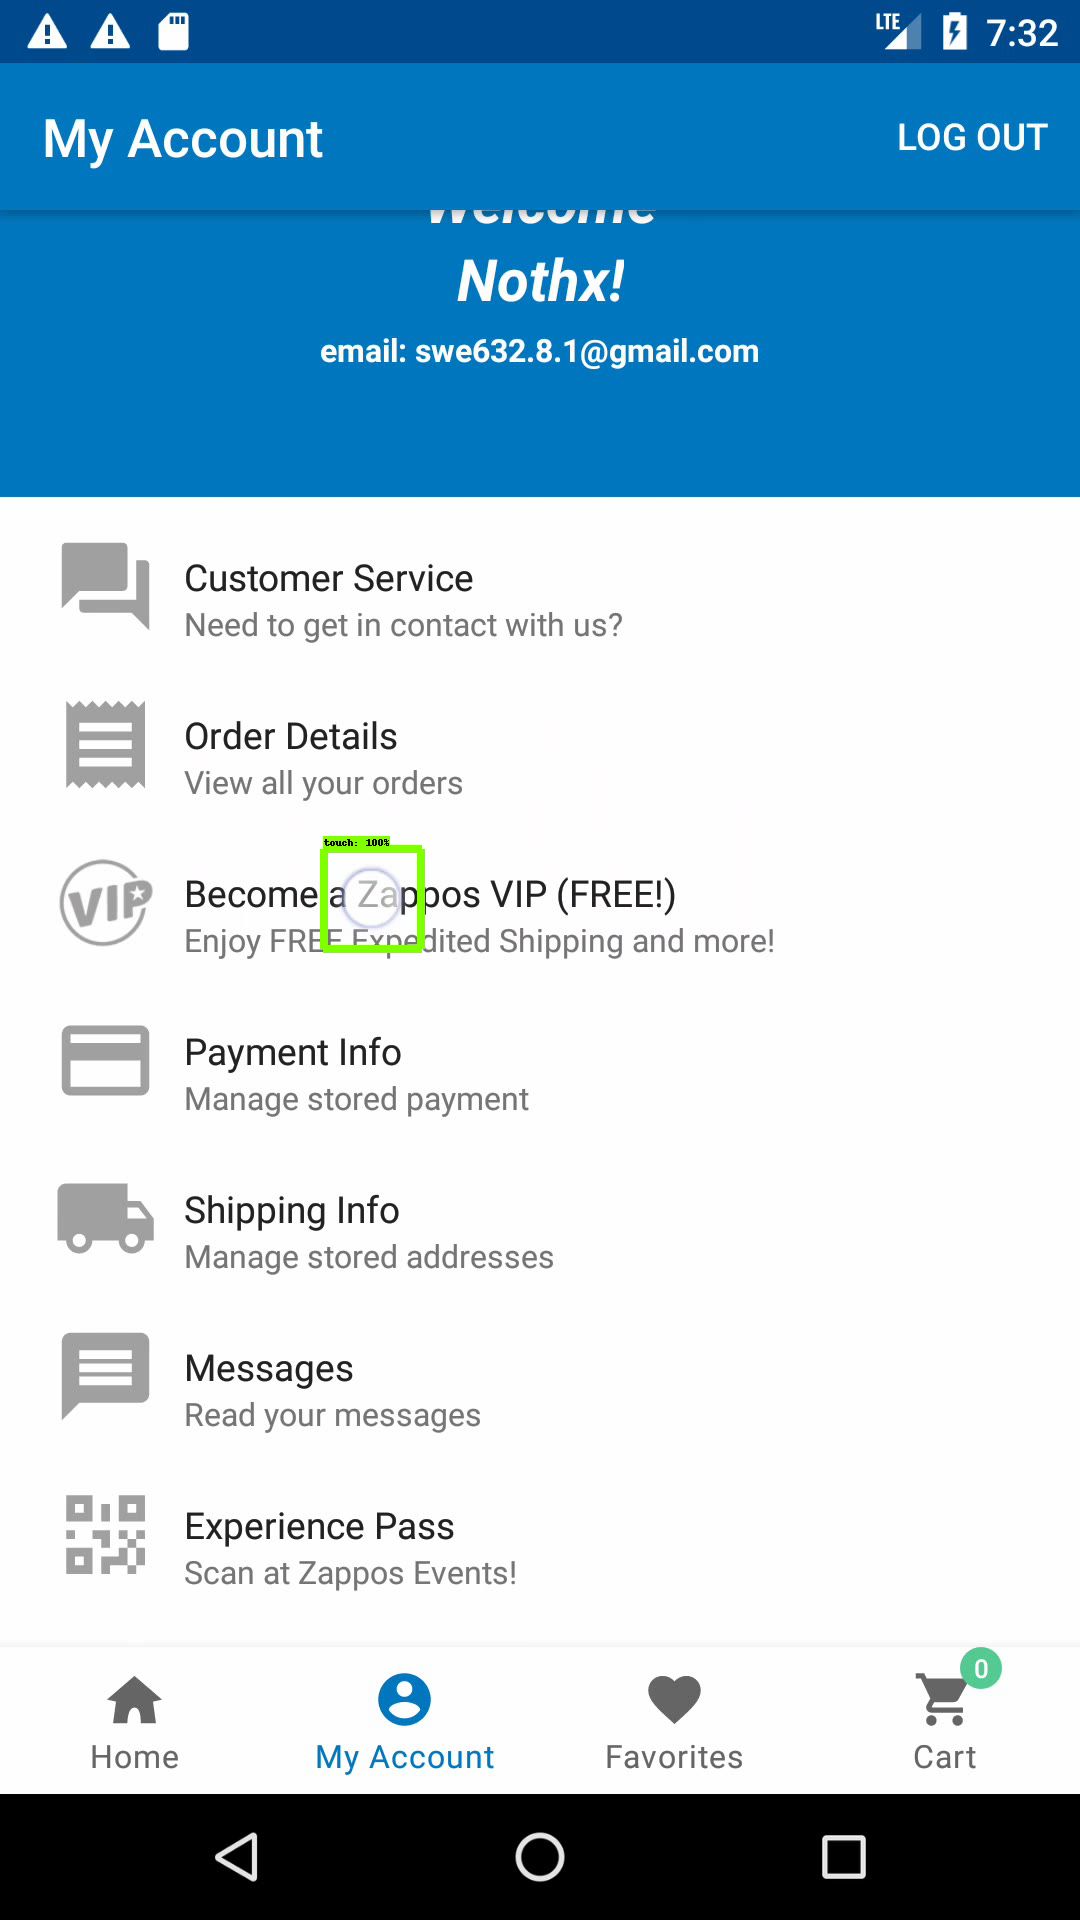 LTE 7:32
My Account LOG OUT
Welcome
Nothx!
email: swe632.8.1@gmail.com
Customer Service
Need to get in contact with us?
Order Details
View all your orders
touch: 100%
VIP
Become a Zappos VIP (FREE!)
Enjoy FREE Expedited Shipping and more!
Payment Info
Manage stored payment
Shipping Info
Manage stored addresses
Messages
Read your messages
Experience Pass
Scan at Zappos Events!
0
Home My Account Favorites Cart